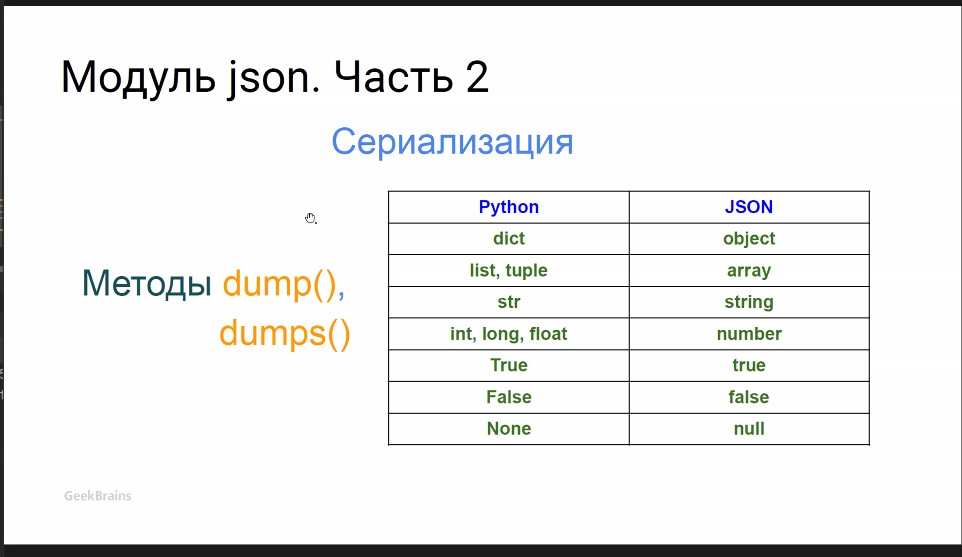 Модуль json. Часть 2
Сериализация
Методы dump(),
dumps()
Python JSON
dict object
list, tuple array
str string
int, long, float number
True true
False false
None null
GeekBrains